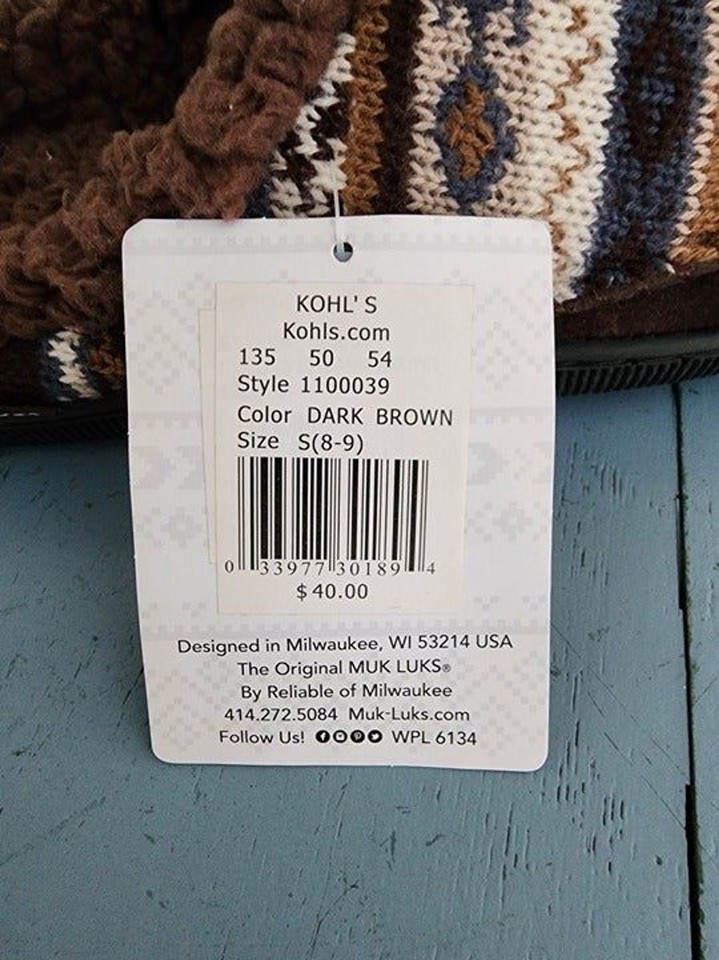 KOHL'S
Kohls.com
135 50 54
Style 1100039
Color DARK BROWN
Size S(8-9)
0 33977 30189 4
$40.00
Designed in Milwaukee, WI 53214 USA
The Original MUK LUKS®
By Reliable of Milwaukee
414.272.5084 Muk-Luks.com
Follow Us! WPL 6134